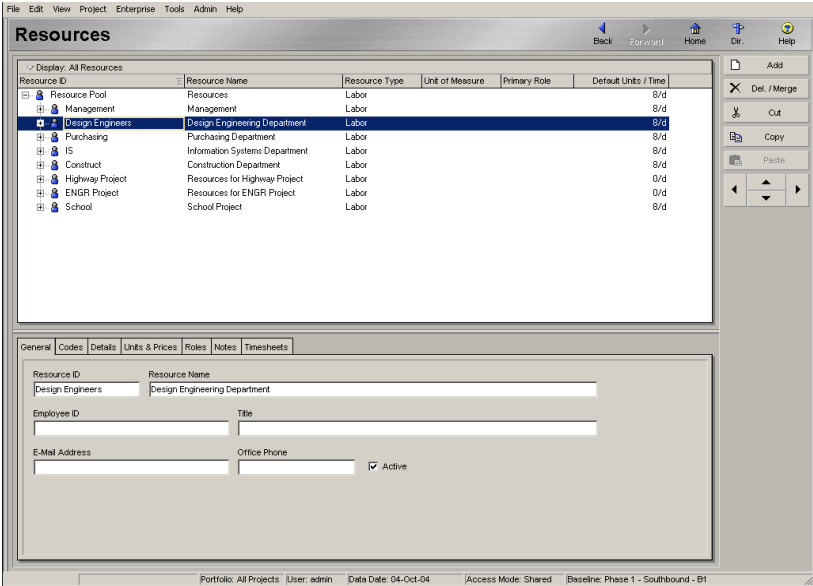 File Edit View Project Enterprise Tools Admin Help
Resources
Back Forward Home Dir. Help
Display: All Resources
Resource ID Resource Name Resource Type Unit of Measure Primary Role Default Units / Time
Resource Pool Resources Labor 8/d
Management Management Labor 8/d
Design Engineers Design Engineering Department Labor 8/d
Purchasing Purchasing Department Labor 8/d
IS Information Systems Department Labor 8/d
Construct Construction Department Labor 8/d
Highway Project Resources for Highway Project Labor 0/d
ENGR Project Resources for ENGR Project Labor 0/d
School School Project Labor 8/d
Add
Del. / Merge
Cut
Copy
Paste
General Codes Details Units & Prices Roles Notes Timesheets
Resource ID Resource Name
Design Engineers Design Engineering Department
Employee ID Title
E-Mail Address Office Phone
Active
Portfolio: All Projects User: admin Data Date: 04-Oct-04 Access Mode: Shared Baseline: Phase 1 - Southbound - B1